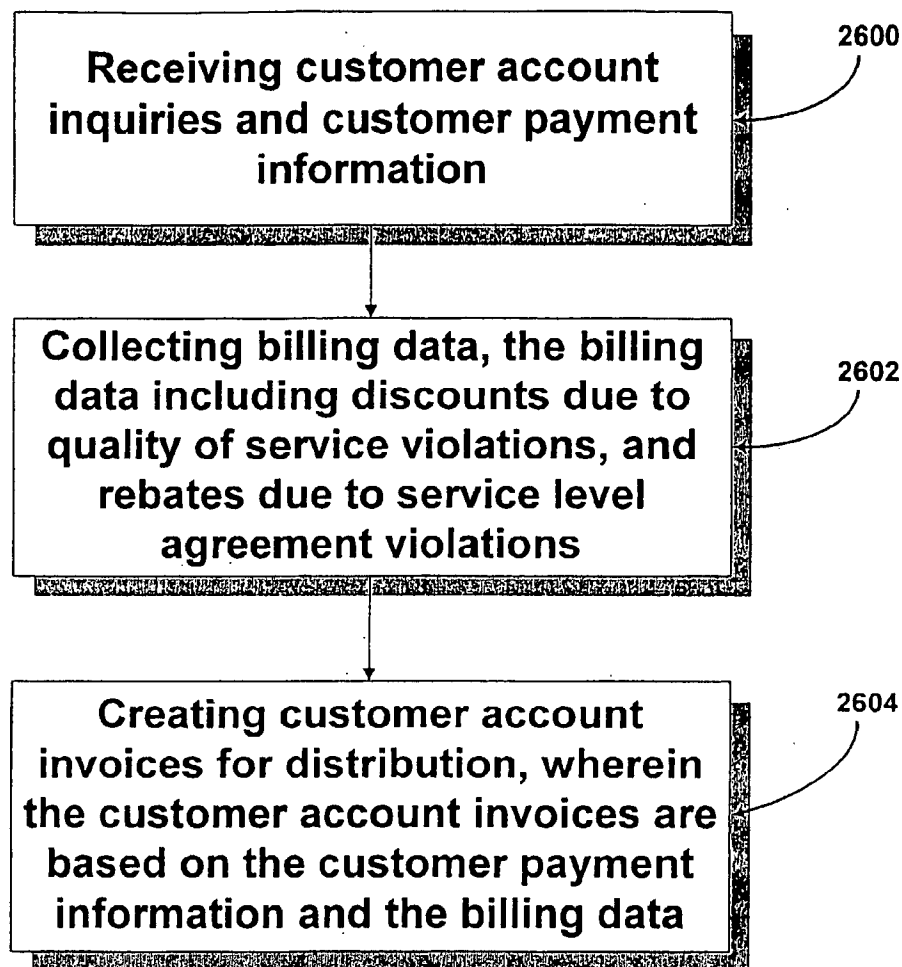 Receiving customer account
inquiries and customer payment
information
2600
Collecting billing data, the billing
data including discounts due to
quality of service violations, and
rebates due to service level
agreement violations
2602
Creating customer account
invoices for distribution, wherein
the customer account invoices are
based on the customer payment
information and the billing data
2604